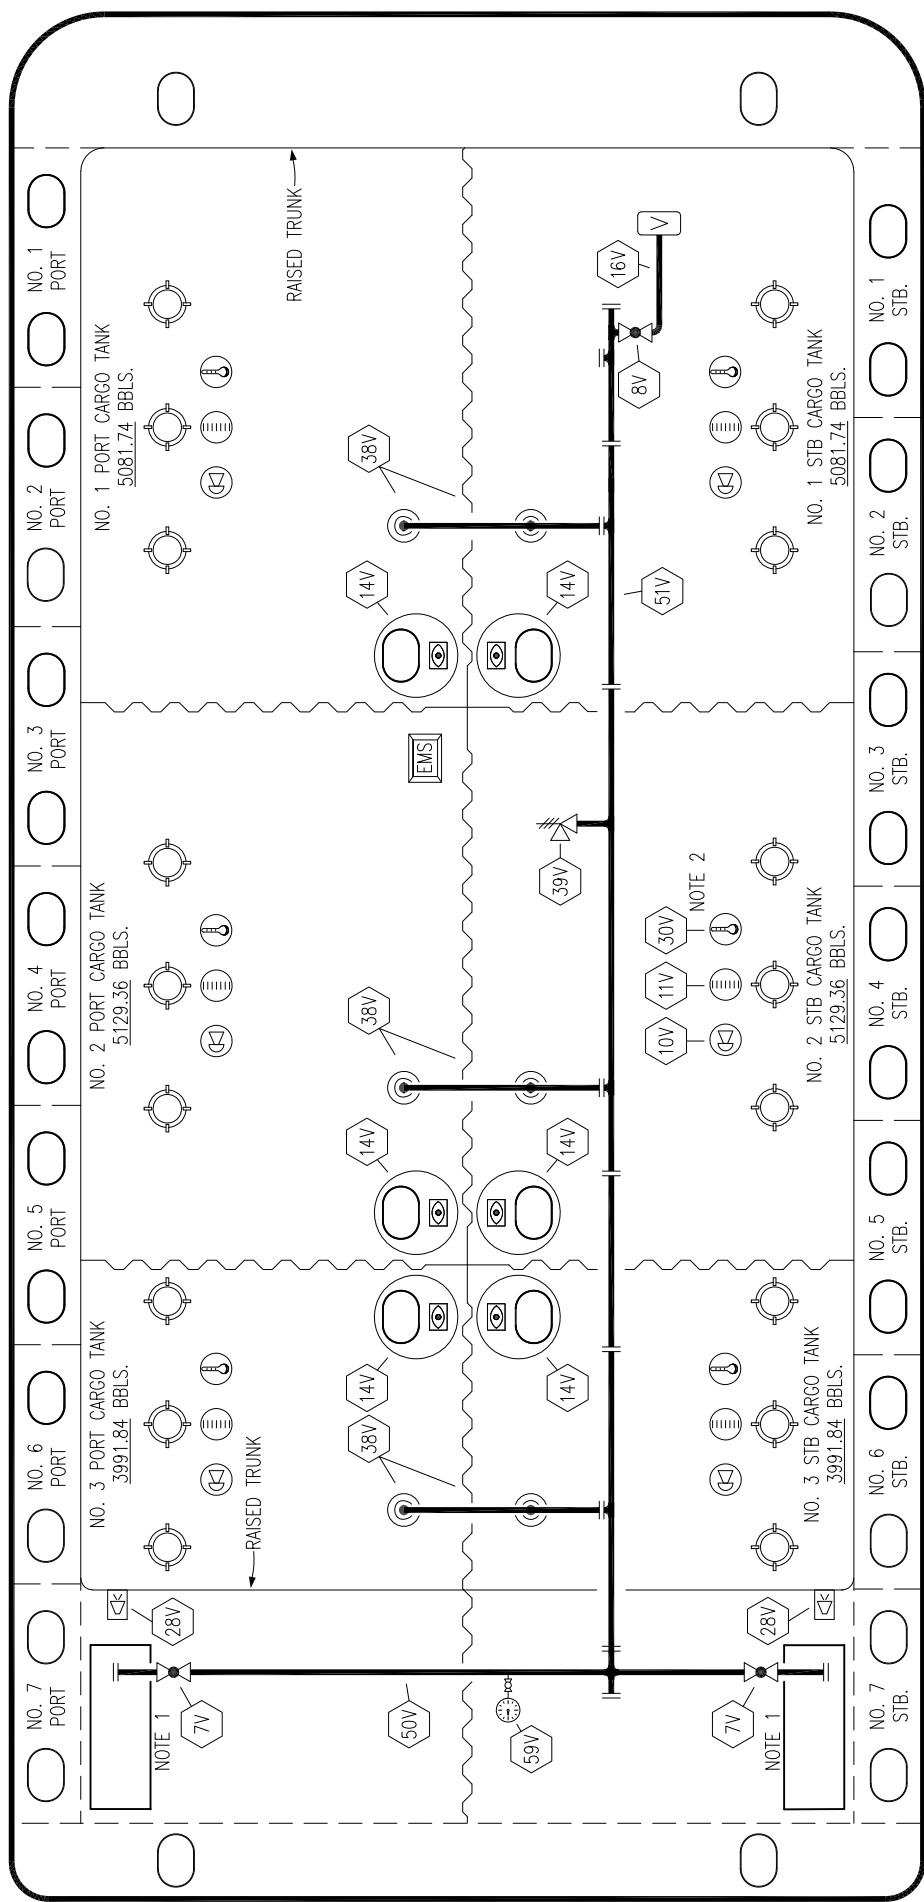 NO. 7
PORT
NO. 6
PORT
NO. 5
PORT
NO. 4
PORT
NO. 3
PORT
NO. 2
PORT
NO. 1
PORT
NO. 3 PORT CARGO TANK
3991.84 BBLS.
NO. 2 PORT CARGO TANK
5129.36 BBLS.
NO. 1 PORT CARGO TANK
5081.74 BBLS.
NOTE 1
28V
7V
RAISED TRUNK
RAISED TRUNK
38V
14V
14V
38V
14V
38V
50V
EMS
59V
14V
14V
39V
14V
16V
V
8V
51V
30V
11V
10V
NOTE 2
7V
28V
NOTE 1
NO. 3 STB CARGO TANK
3991.84 BBLS.
NO. 2 STB CARGO TANK
5129.36 BBLS.
NO. 1 STB CARGO TANK
5081.74 BBLS.
NO. 7
STB.
NO. 6
STB.
NO. 5
STB.
NO. 4
STB.
NO. 3
STB.
NO. 2
STB.
NO. 1
STB.